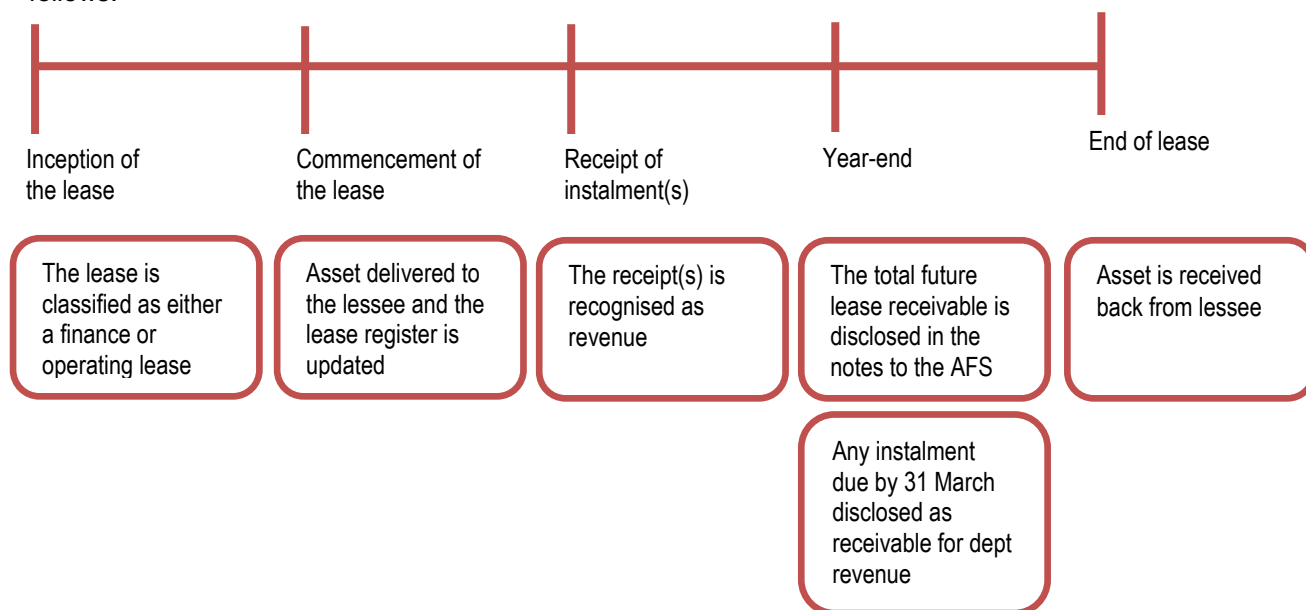 follows:
Inception of
the lease
Commencement of
the lease
Receipt of
instalment(s)
Year-end
End of lease
The lease is
classified as either
a finance or
operating lease
Asset delivered to
the lessee and the
lease register is
updated
The receipt(s) is
recognised as
revenue
The total future
lease receivable is
disclosed in the
notes to the AFS
Asset is received
back from lessee
Any instalment
due by 31 March
disclosed as
receivable for dept
revenue